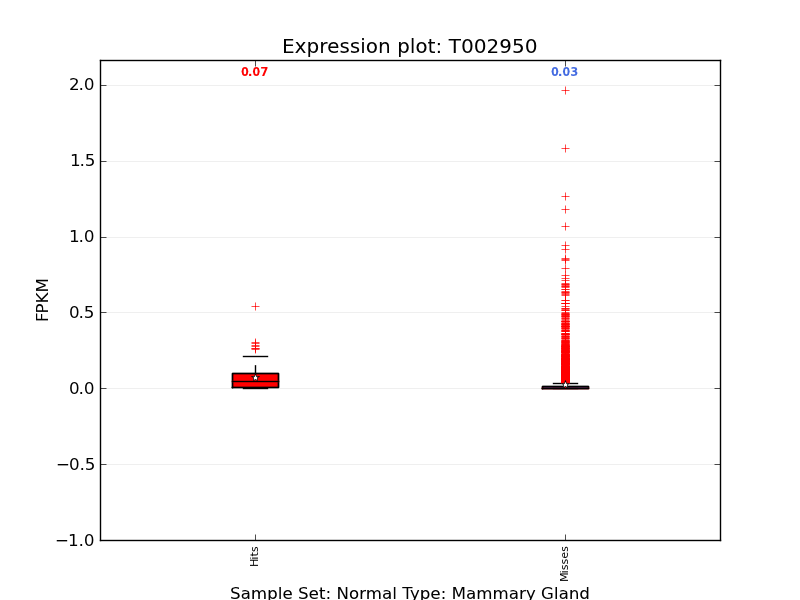 Expression plot: T002950
0.07
0.03
2.0
1.5
1.0
0.5
0.0
−0.5
−1.0
FPKM
Hits
Misses
Sample Set: Normal Type: Mammary Gland